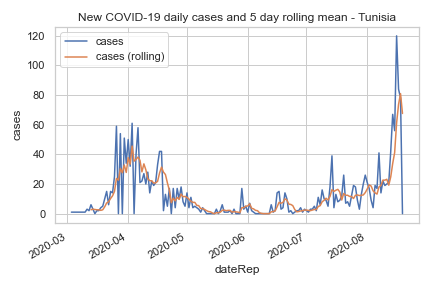 New COVID-19 daily cases and 5 day rolling mean - Tunisia
cases
cases (rolling)
120
100
80
60
40
20
0
cases
2020-03
2020-04
2020-05
2020-06
2020-07
2020-08
dateRep